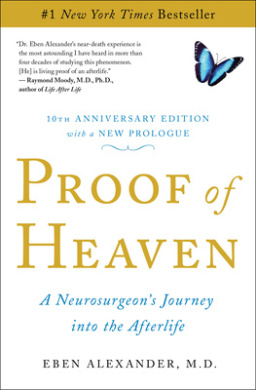 #1 New York Times Bestseller
"Dr. Eben Alexander's near-death experience
is the most astounding I have heard in more
than four decades of studying this phenomenon.
[He] is living proof of an afterlife."
— Raymond Moody, M.D., Ph.D.,
author of Life After Life
10TH ANNIVERSARY EDITION
with a NEW PROLOGUE
PROOF of
HEAVEN
A Neurosurgeon's Journey
into the Afterlife
EBEN ALEXANDER, M.D.